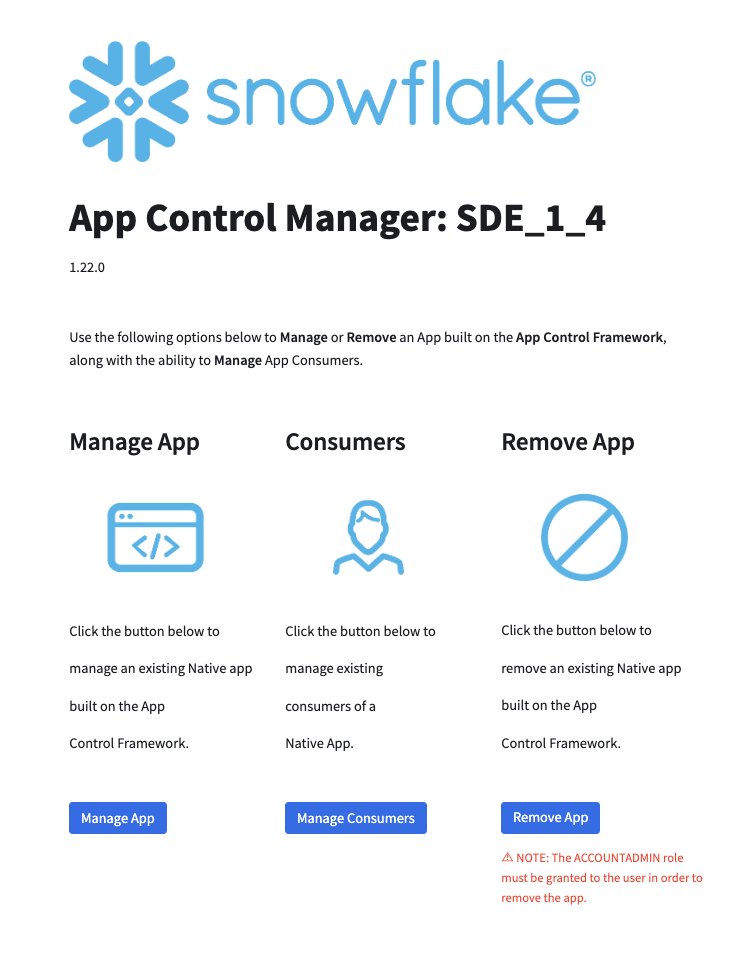 snowflake®
App Control Manager: SDE_1_4
1.22.0
Use the following options below to Manage or Remove an App built on the App Control Framework,
along with the ability to Manage App Consumers.
Manage App
</>
Click the button below to
manage an existing Native app
built on the App
Control Framework.
Manage App
Consumers
Click the button below to
manage existing
consumers of a
Native App.
Manage Consumers
Remove App
Click the button below to
remove an existing Native app
built on the App
Control Framework.
Remove App
⚠ NOTE: The ACCOUNTADMIN role
must be granted to the user in order to
remove the app.